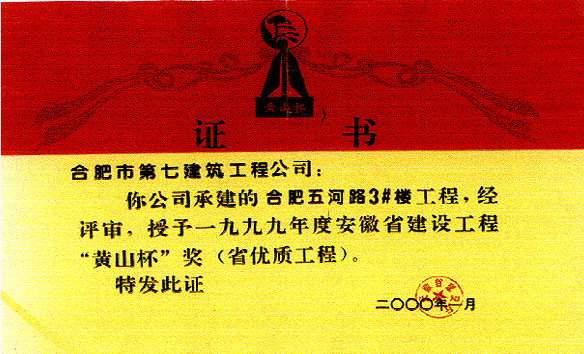 黄山杯
证 书
合肥市第七建筑工程公司：
你公司承建的 合肥五河路3#楼 工程，经
评审，授予一九九九年度安徽省建设工程
“黄山杯”奖（省优质工程）。
特发此证
二〇〇〇年一月